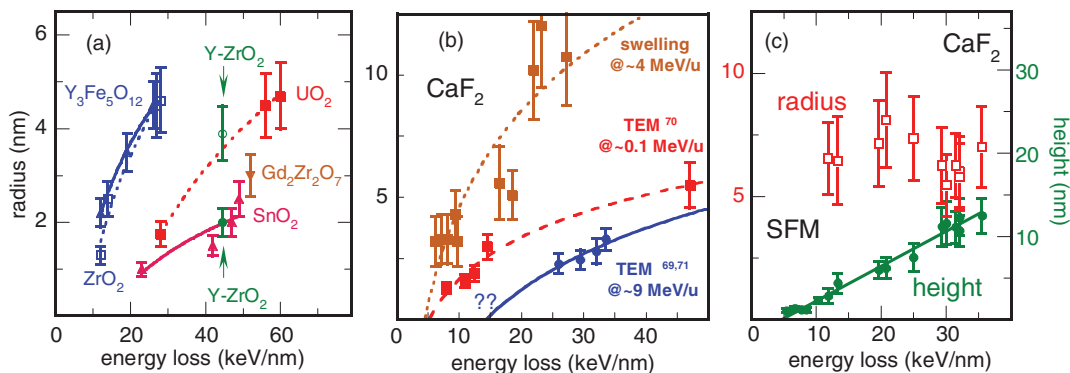 (a)
Y-ZrO2
Y3Fe5O12
UO2
Gd2Zr2O7
SnO2
ZrO2
Y-ZrO2
radius (nm)
6
4
2
0
0 20 40 60
energy loss (keV/nm)
(b)
CaF2
swelling
@~4 MeV/u
TEM 70
@~0.1 MeV/u
??
TEM 69,71
@~9 MeV/u
10
5
0 10 20 30 40
energy loss (keV/nm)
(c)
CaF2
radius
SFM
height
10
5
30
20
10
height (nm)
0 10 20 30
energy loss (keV/nm)